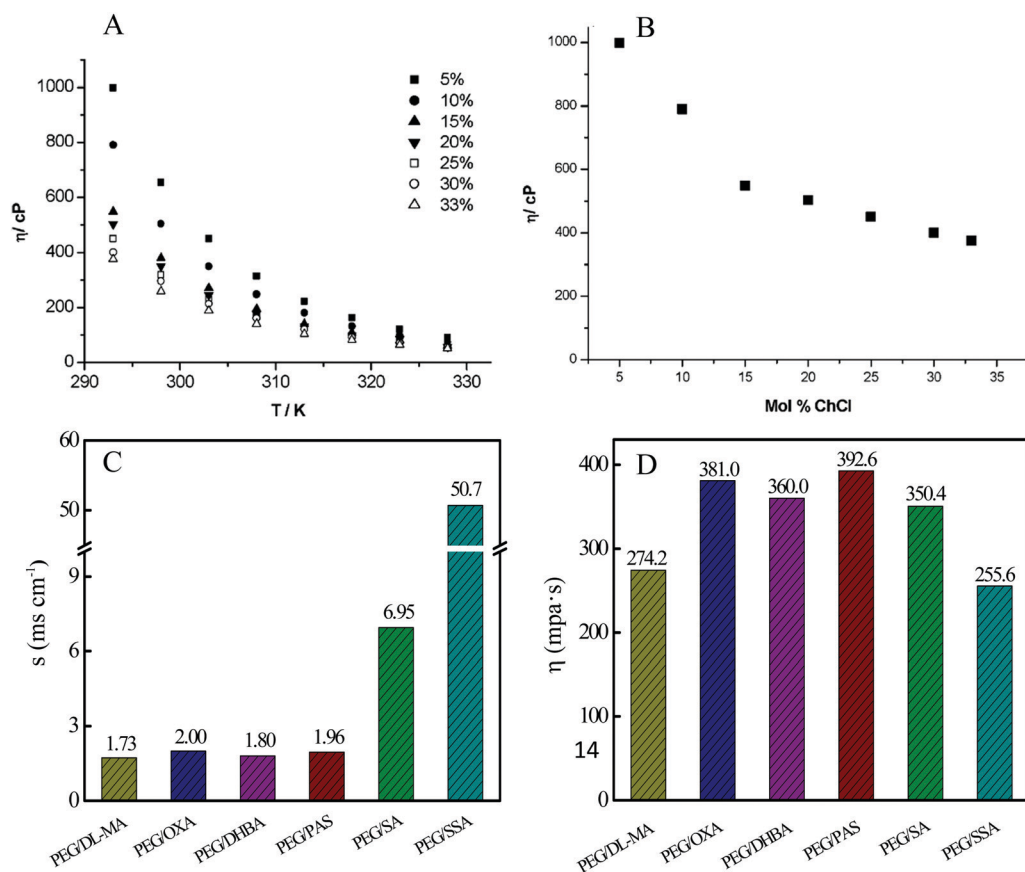 A
1000
800
600
400
200
0
η/ cP
290
300
310
320
330
T / K
5%
10%
15%
20%
25%
30%
33%
B
1000
800
600
400
200
0
η/ cP
5
10
15
20
25
30
35
Mol % ChCl
C
60
50
9
6
3
0
s (ms cm⁻¹)
1.73
2.00
1.80
1.96
6.95
50.7
PEG/DL-MA
PEG/OXA
PEG/DHBA
PEG/PAS
PEG/SA
PEG/SSA
D
400
300
200
100
14
0
η (mpa·s)
274.2
381.0
360.0
392.6
350.4
255.6
PEG/DL-MA
PEG/OXA
PEG/DHBA
PEG/PAS
PEG/SA
PEG/SSA